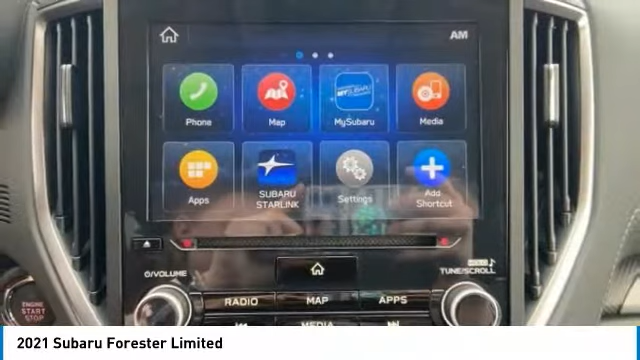 AM
Phone
Map
MySubaru
Media
Apps
SUBARU
STARLINK
Settings
Add
Shortcut
VOLUME
TUNE/SCROLL
RADIO
MAP
APPS
MEDIA
ENGINE
START
STOP
2021 Subaru Forester Limited